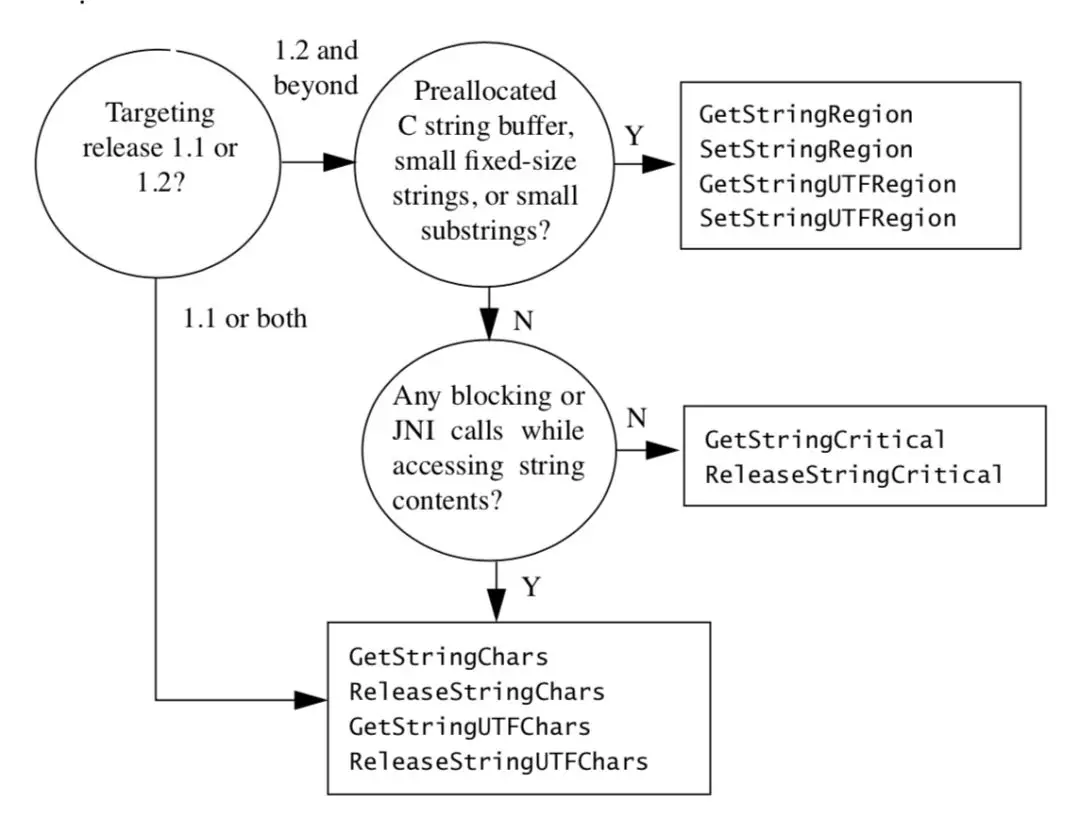 Targeting
release 1.1 or
1.2?
1.2 and
beyond
Preallocated
C string buffer,
small fixed-size
strings, or small
substrings?
Y
GetStringRegion
SetStringRegion
GetStringUTFRegion
SetStringUTFRegion
1.1 or both
N
Any blocking or
JNI calls while
accessing string
contents?
N
GetStringCritical
ReleaseStringCritical
Y
GetStringChars
ReleaseStringChars
GetStringUTFChars
ReleaseStringUTFChars